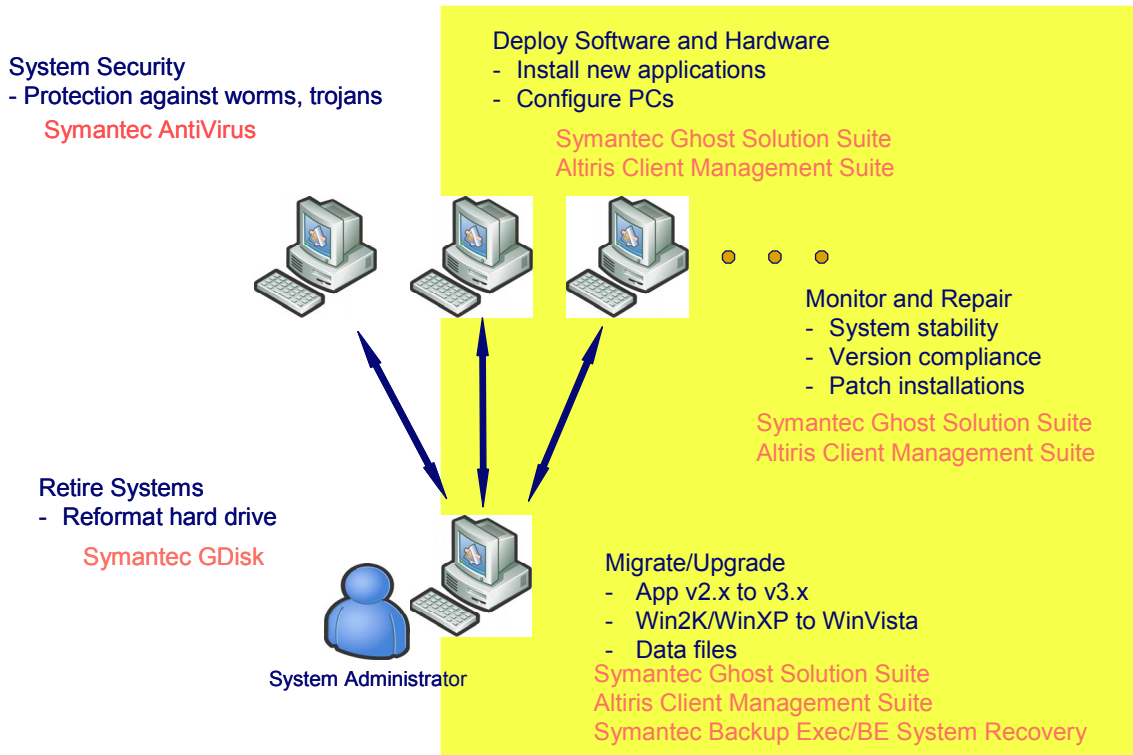 System Security
- Protection against worms, trojans
Symantec AntiVirus
Deploy Software and Hardware
- Install new applications
- Configure PCs
Symantec Ghost Solution Suite
Altiris Client Management Suite
Monitor and Repair
- System stability
- Version compliance
- Patch installations
Symantec Ghost Solution Suite
Altiris Client Management Suite
Retire Systems
- Reformat hard drive
Symantec GDisk
System Administrator
Migrate/Upgrade
- App v2.x to v3.x
- Win2K/WinXP to WinVista
- Data files
Symantec Ghost Solution Suite
Altiris Client Management Suite
Symantec Backup Exec/BE System Recovery